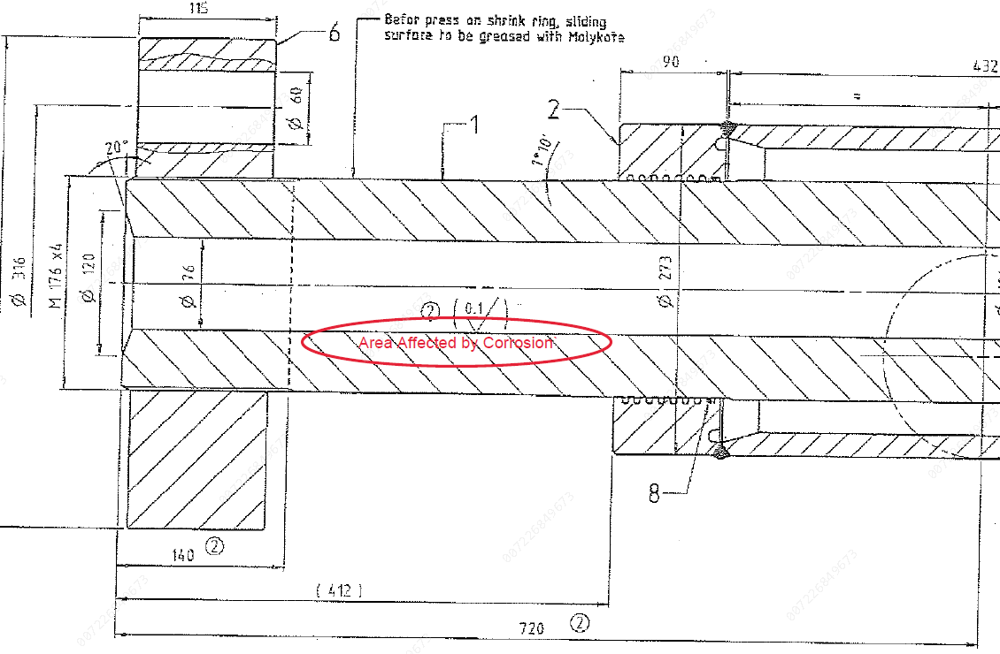 115
6
Befor press on shrink ring, sliding
surface to be greased with Molykote
90
432
=
Ø 60
2
1
20°
1°10'
Ø 316
M 176 x4
Ø 120
Ø 76
② ( 0.1 )
Ø 273
Area Affected by Corrosion
8
140 ②
( 412 )
720 ②
007226849673